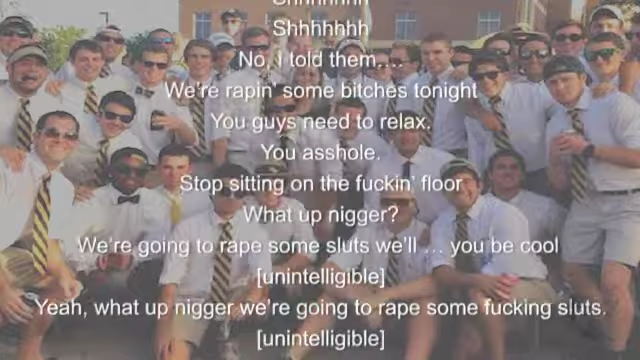 Shhhhhhh
Shhhhhhh
No, I told them,...
We're rapin' some bitches tonight
You guys need to relax.
You asshole.
Stop sitting on the fuckin' floor
What up nigger?
We're going to rape some sluts we'll … you be cool
[unintelligible]
Yeah, what up nigger we're going to rape some fucking sluts.
[unintelligible]